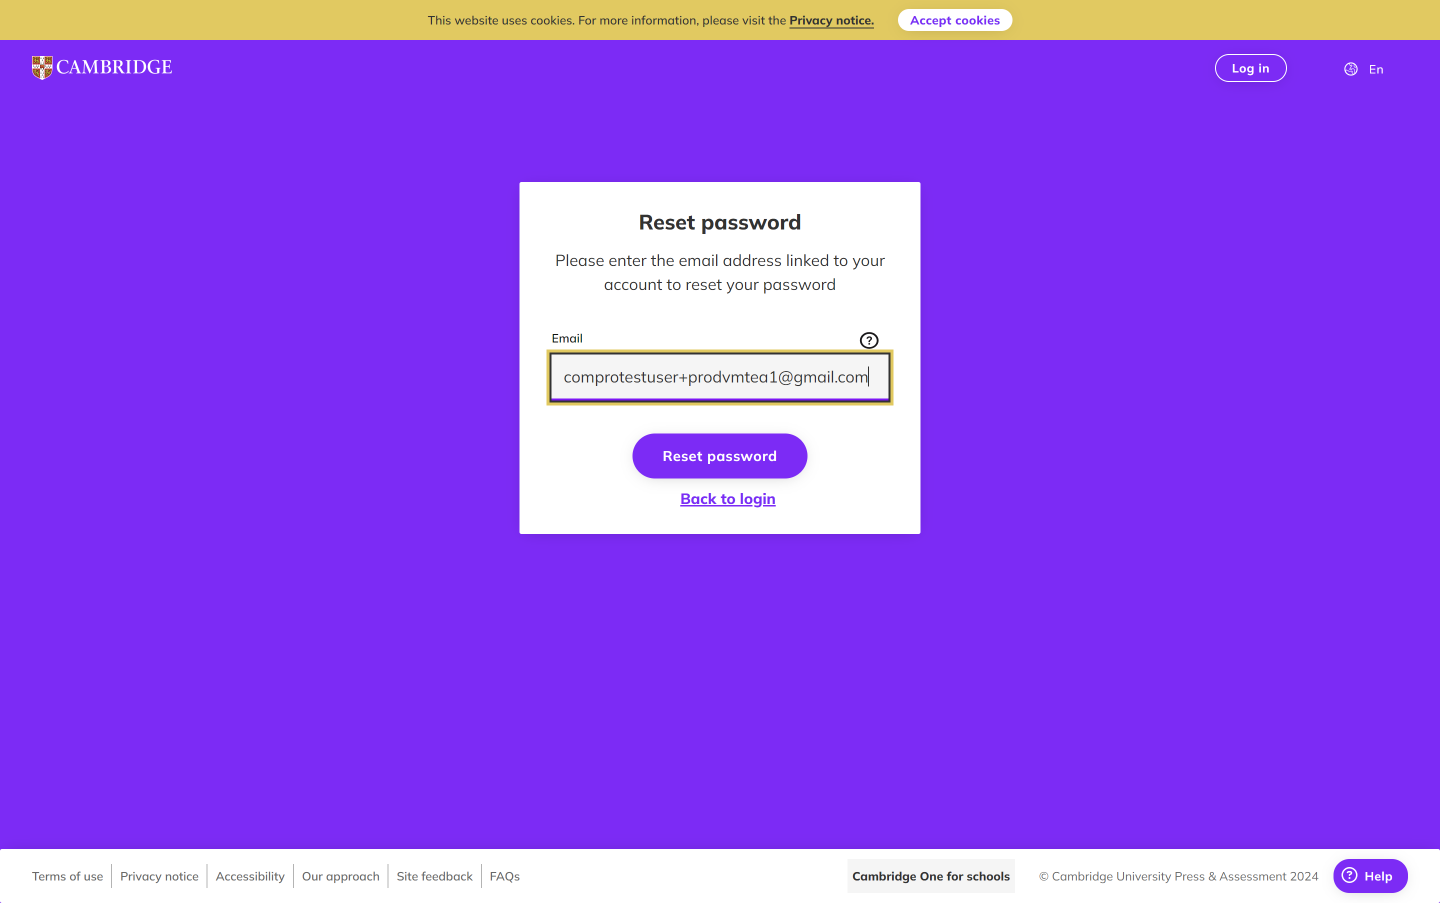 This website uses cookies. For more information, please visit the Privacy notice.
Accept cookies
CAMBRIDGE
Log in
En
Reset password
Please enter the email address linked to your
account to reset your password
Email
?
comprotestuser+prodvmtea1@gmail.com
Reset password
Back to login
Terms of use
Privacy notice
Accessibility
Our approach
Site feedback
FAQs
Cambridge One for schools
© Cambridge University Press & Assessment 2024
? Help